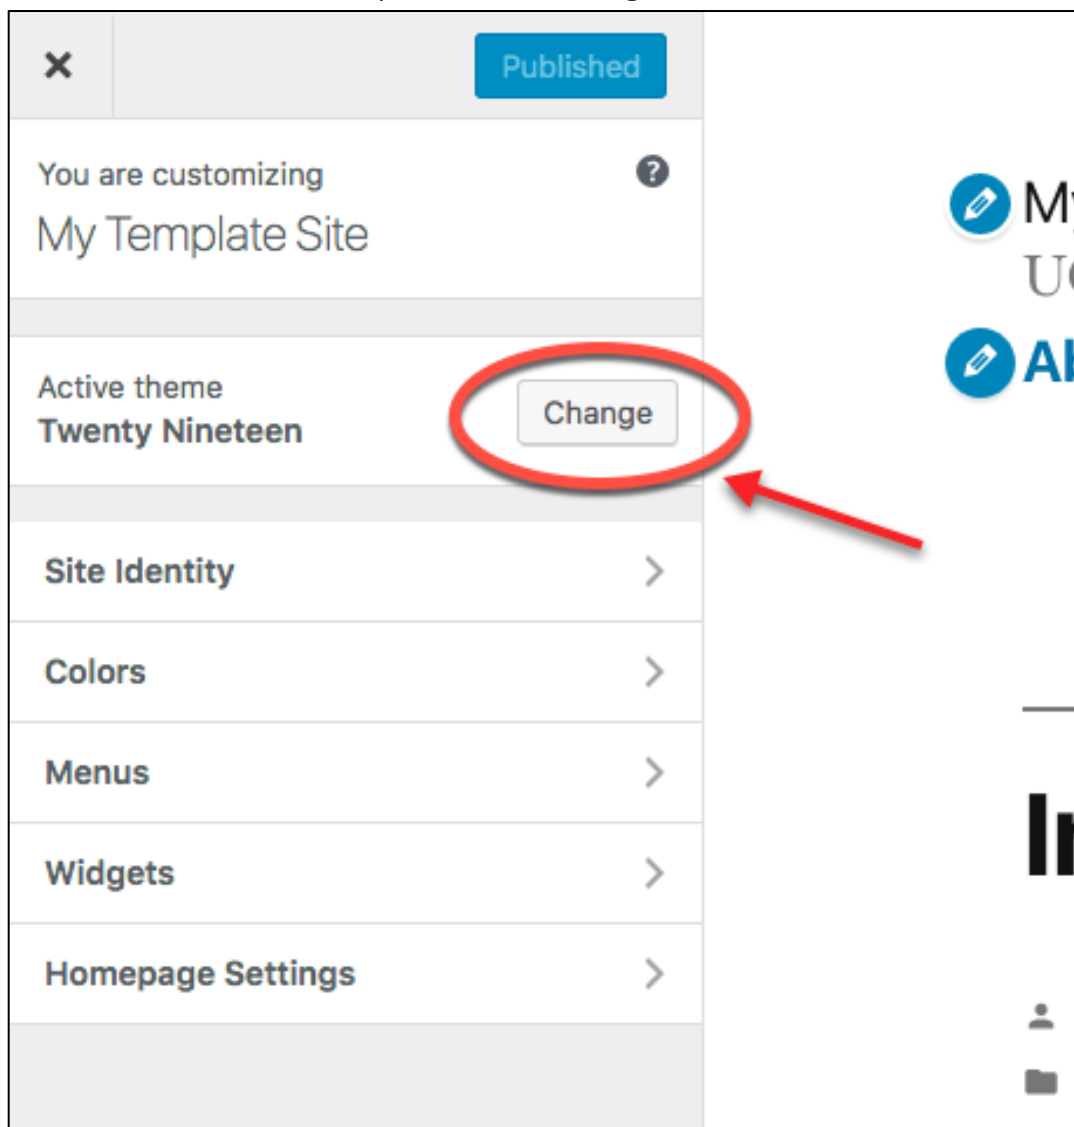 Published
You are customizing
My Template Site
Active theme
Twenty Nineteen
Change
Site Identity
Colors
Menus
Widgets
Homepage Settings